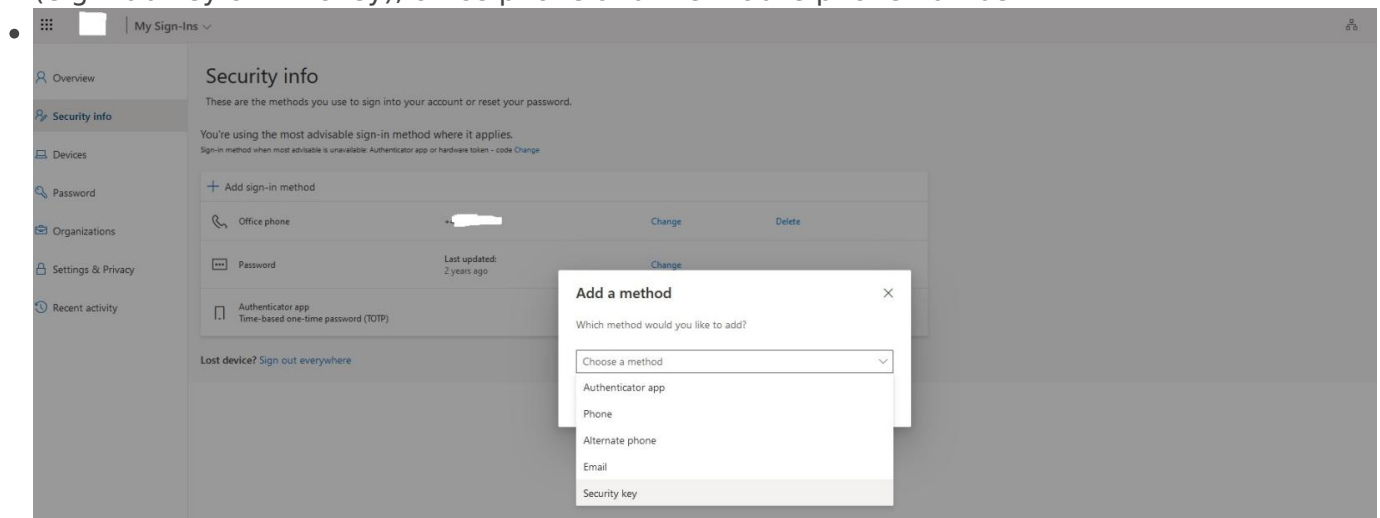 My Sign-Ins
Overview
Security info
Devices
Password
Organizations
Settings & Privacy
Recent activity
Security info
These are the methods you use to sign into your account or reset your password.
You're using the most advisable sign-in method where it applies.
Sign-in method when most advisable is unavailable: Authenticator app or hardware token - code Change
+ Add sign-in method
Office phone Change Delete
Password Last updated: Change
2 years ago
Authenticator app
Time-based one-time password (TOTP)
Lost device? Sign out everywhere
Add a method
Which method would you like to add?
Choose a method
Authenticator app
Phone
Alternate phone
Email
Security key